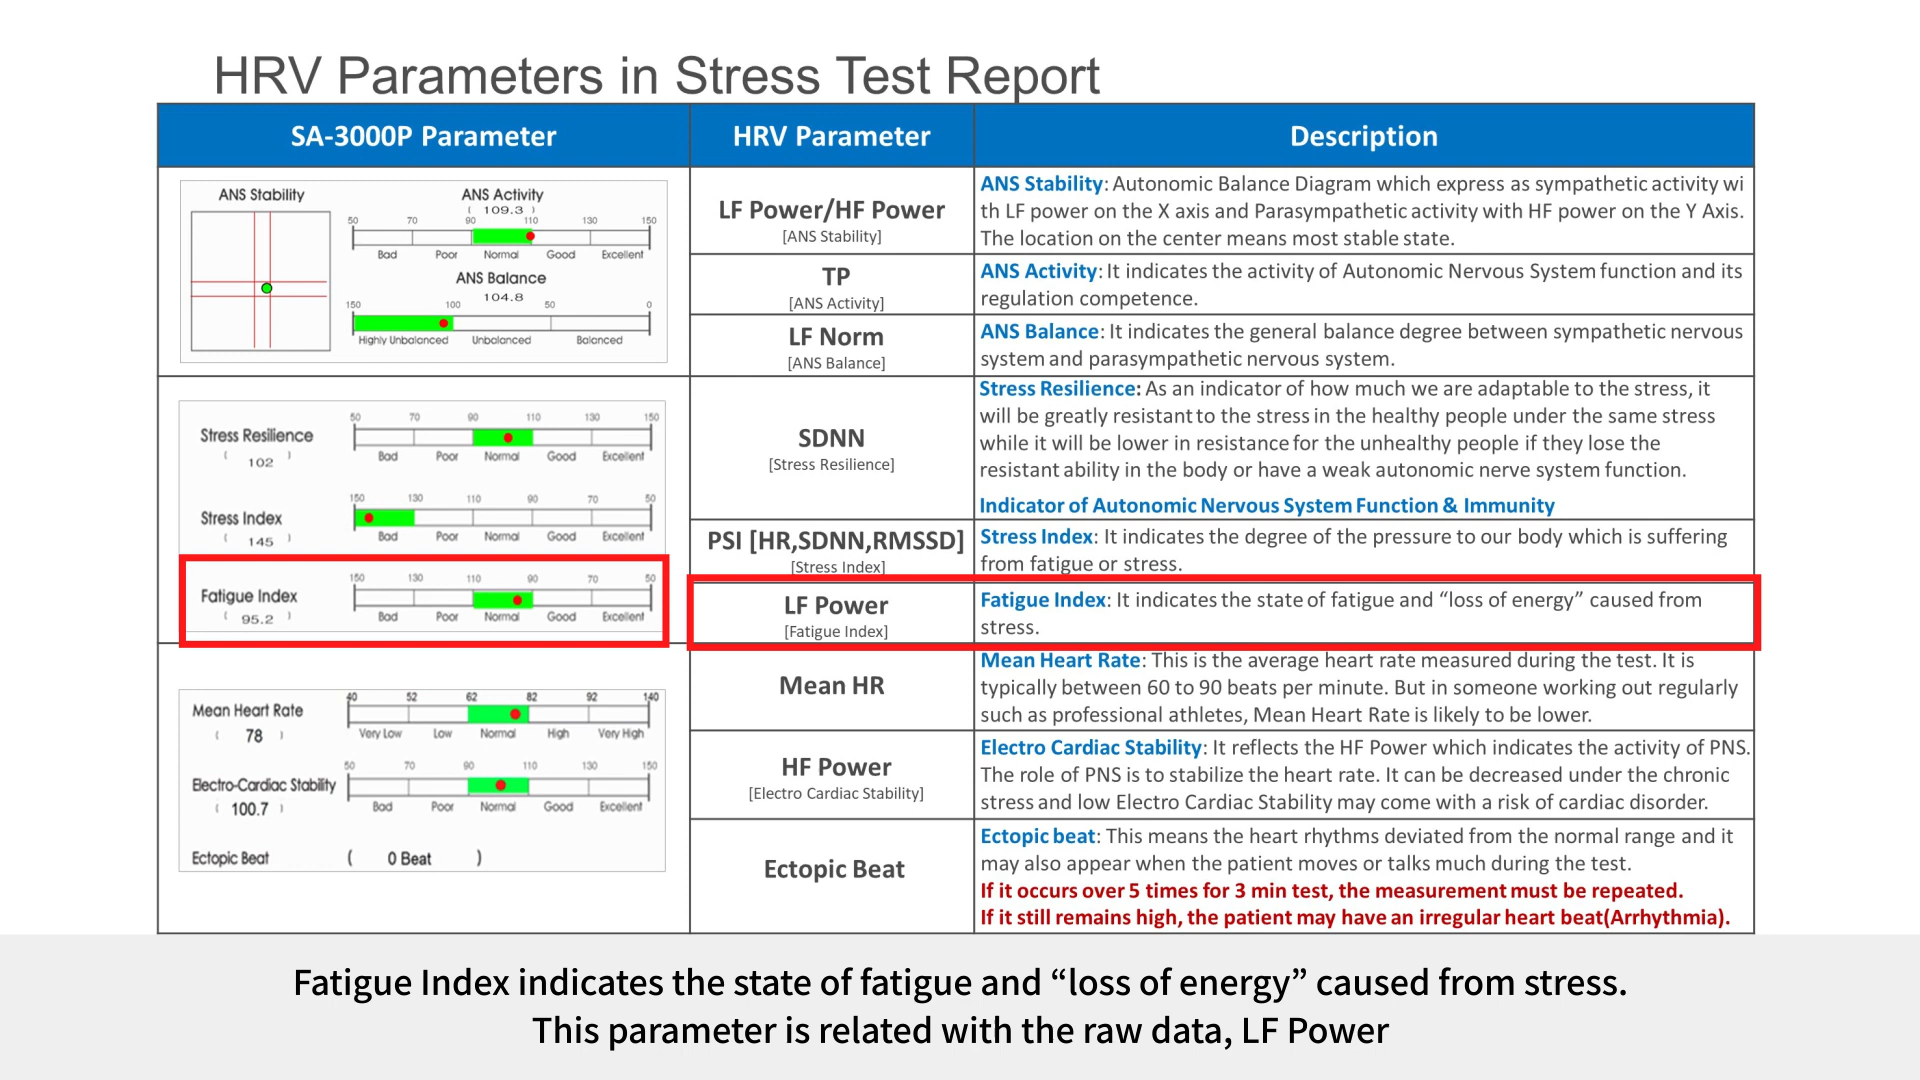 HRV Parameters in Stress Test Report
SA-3000P Parameter
HRV Parameter
Description
ANS Stability
ANS Activity
( 109.3 )
50 70 90 110 130 150
Bad Poor Normal Good Excellent
ANS Balance
104.8
150 100 50 0
Highly Unbalanced Unbalanced Balanced
LF Power/HF Power
[ANS Stability]
ANS Stability: Autonomic Balance Diagram which express as sympathetic activity wi
th LF power on the X axis and Parasympathetic activity with HF power on the Y Axis.
The location on the center means most stable state.
TP
[ANS Activity]
ANS Activity: It indicates the activity of Autonomic Nervous System function and its
regulation competence.
LF Norm
[ANS Balance]
ANS Balance: It indicates the general balance degree between sympathetic nervous
system and parasympathetic nervous system.
Stress Resilience
( 102 )
50 70 90 110 130 150
Bad Poor Normal Good Excellent
Stress Index
( 145 )
150 130 110 90 70 50
Bad Poor Normal Good Excellent
Fatigue Index
( 95.2 )
150 130 110 90 70 50
Bad Poor Normal Good Excellent
SDNN
[Stress Resilience]
Stress Resilience: As an indicator of how much we are adaptable to the stress, it
will be greatly resistant to the stress in the healthy people under the same stress
while it will be lower in resistance for the unhealthy people if they lose the
resistant ability in the body or have a weak autonomic nerve system function.
Indicator of Autonomic Nervous System Function & Immunity
PSI [HR,SDNN,RMSSD]
[Stress Index]
Stress Index: It indicates the degree of the pressure to our body which is suffering
from fatigue or stress.
LF Power
[Fatigue Index]
Fatigue Index: It indicates the state of fatigue and “loss of energy” caused from
stress.
Mean Heart Rate
( 78 )
40 52 62 82 92 140
Very Low Low Normal High Very High
Electro-Cardiac Stability
( 100.7 )
50 70 90 110 130 150
Bad Poor Normal Good Excellent
Ectopic Beat ( 0 Beat )
Mean HR
Mean Heart Rate: This is the average heart rate measured during the test. It is
typically between 60 to 90 beats per minute. But in someone working out regularly
such as professional athletes, Mean Heart Rate is likely to be lower.
HF Power
[Electro Cardiac Stability]
Electro Cardiac Stability: It reflects the HF Power which indicates the activity of PNS.
The role of PNS is to stabilize the heart rate. It can be decreased under the chronic
stress and low Electro Cardiac Stability may come with a risk of cardiac disorder.
Ectopic Beat
Ectopic beat: This means the heart rhythms deviated from the normal range and it
may also appear when the patient moves or talks much during the test.
If it occurs over 5 times for 3 min test, the measurement must be repeated.
If it still remains high, the patient may have an irregular heart beat(Arrhythmia).
Fatigue Index indicates the state of fatigue and “loss of energy” caused from stress.
This parameter is related with the raw data, LF Power